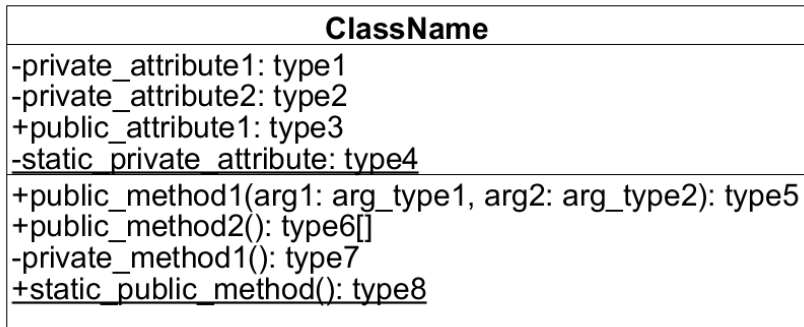 ClassName
-private_attribute1: type1
-private_attribute2: type2
+public_attribute1: type3
-static_private_attribute: type4
+public_method1(arg1: arg_type1, arg2: arg_type2): type5
+public_method2(): type6[]
-private_method1(): type7
+static_public_method(): type8